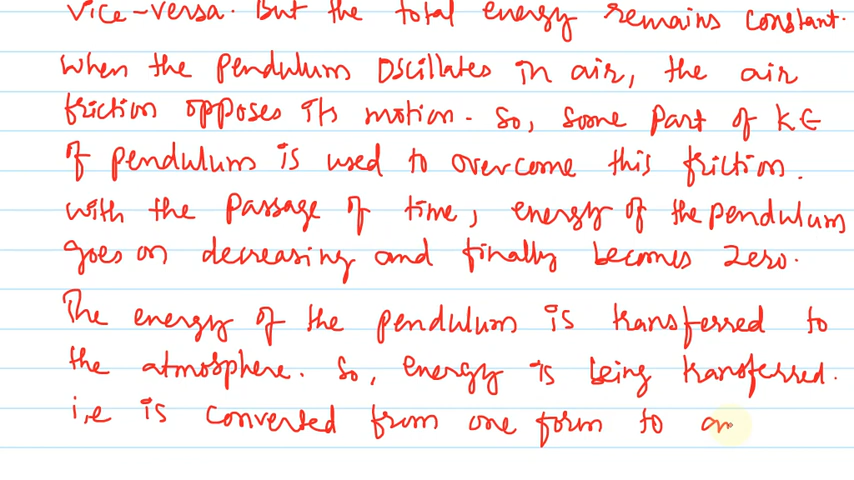 vice-versa. But the total energy remains constant.
when the pendulum oscillates in air, the air
friction opposes its motion. So, some part of KE
of pendulum is used to overcome this friction.
with the passage of time, energy of the pendulum
goes on decreasing and finally becomes zero.
The energy of the pendulum is transferred to
the atmosphere. So, energy is being transferred.
i,e is converted from one form to an